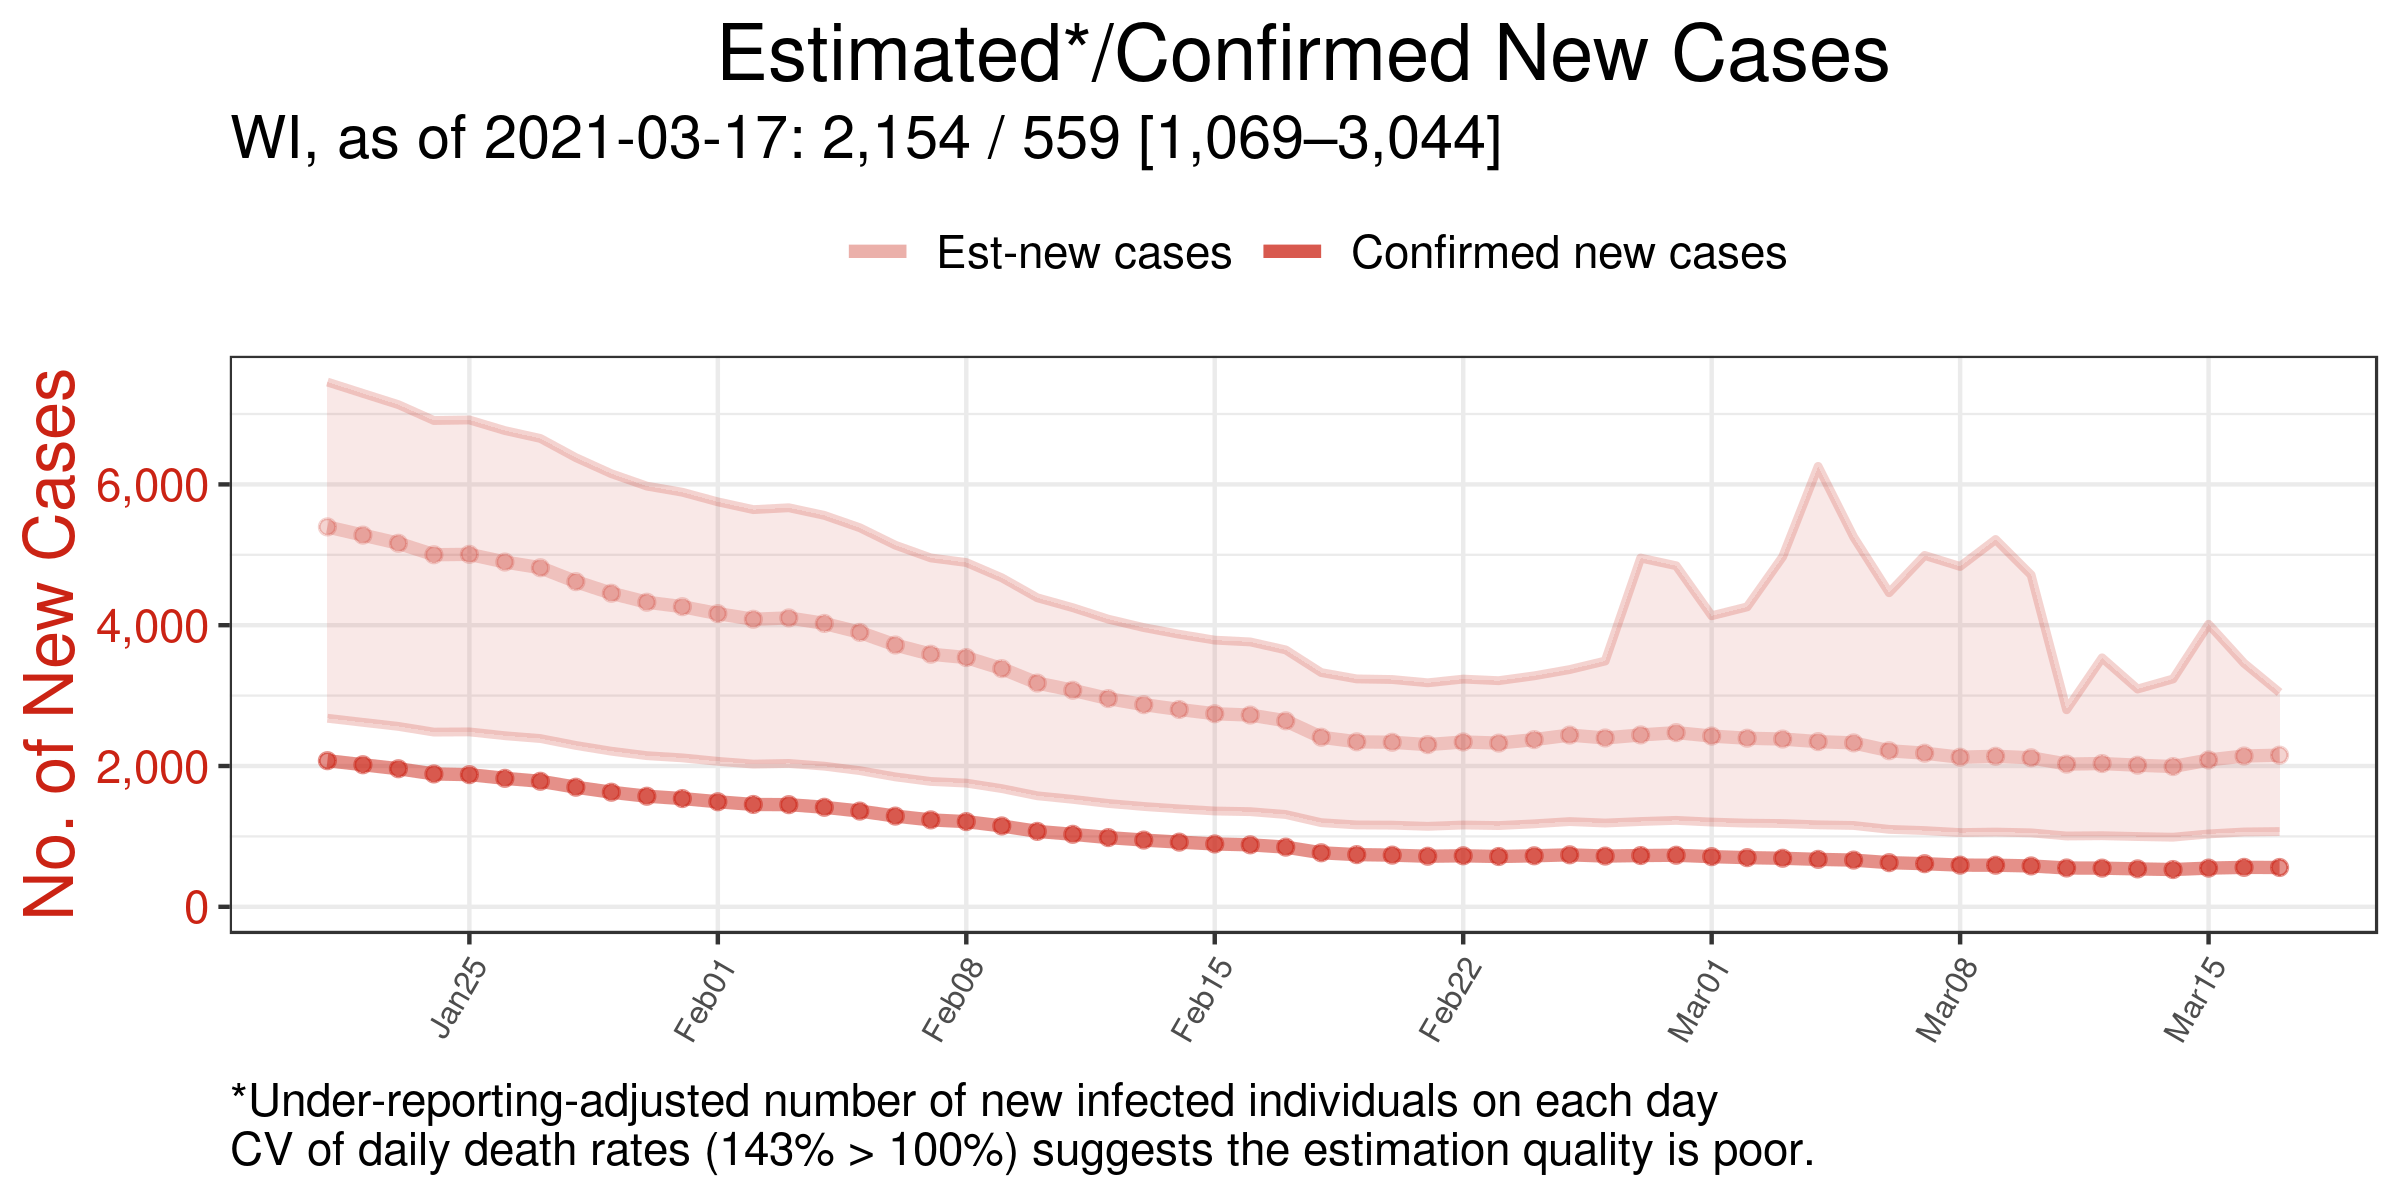 Estimated*/Confirmed New Cases
WI, as of 2021-03-17: 2,154 / 559 [1,069–3,044]
Est-new cases
Confirmed new cases
No. of New Cases
6,000
4,000
2,000
0
Jan25
Feb01
Feb08
Feb15
Feb22
Mar01
Mar08
Mar15
*Under-reporting-adjusted number of new infected individuals on each day
CV of daily death rates (143% > 100%) suggests the estimation quality is poor.